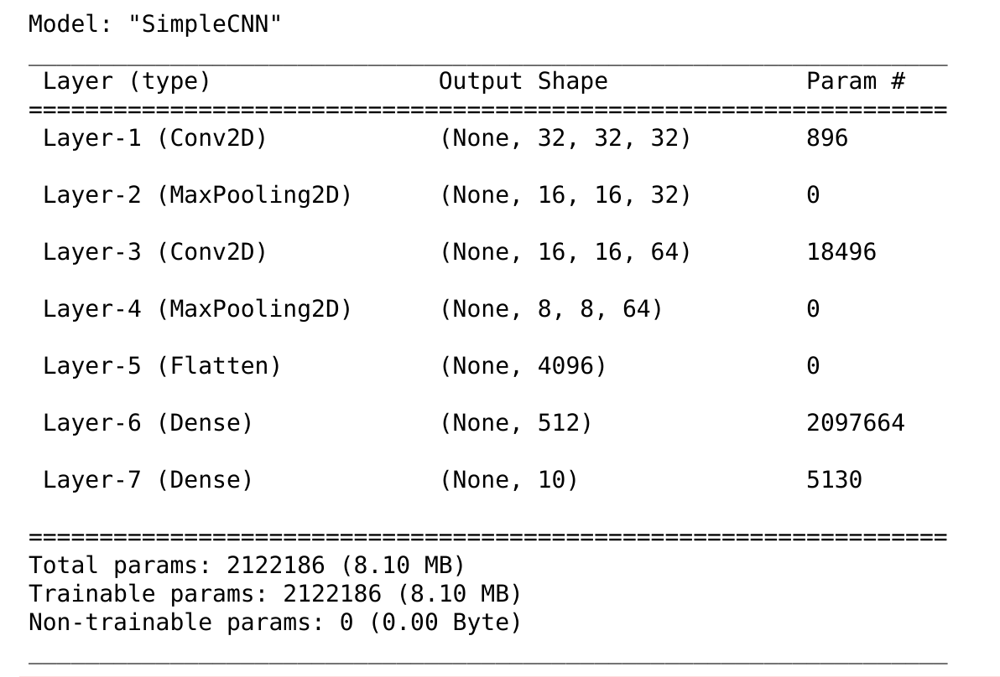 Model: "SimpleCNN"
_________________________________________________________________
Layer (type) Output Shape Param #
=================================================================
Layer-1 (Conv2D) (None, 32, 32, 32) 896
Layer-2 (MaxPooling2D) (None, 16, 16, 32) 0
Layer-3 (Conv2D) (None, 16, 16, 64) 18496
Layer-4 (MaxPooling2D) (None, 8, 8, 64) 0
Layer-5 (Flatten) (None, 4096) 0
Layer-6 (Dense) (None, 512) 2097664
Layer-7 (Dense) (None, 10) 5130
=================================================================
Total params: 2122186 (8.10 MB)
Trainable params: 2122186 (8.10 MB)
Non-trainable params: 0 (0.00 Byte)
_________________________________________________________________